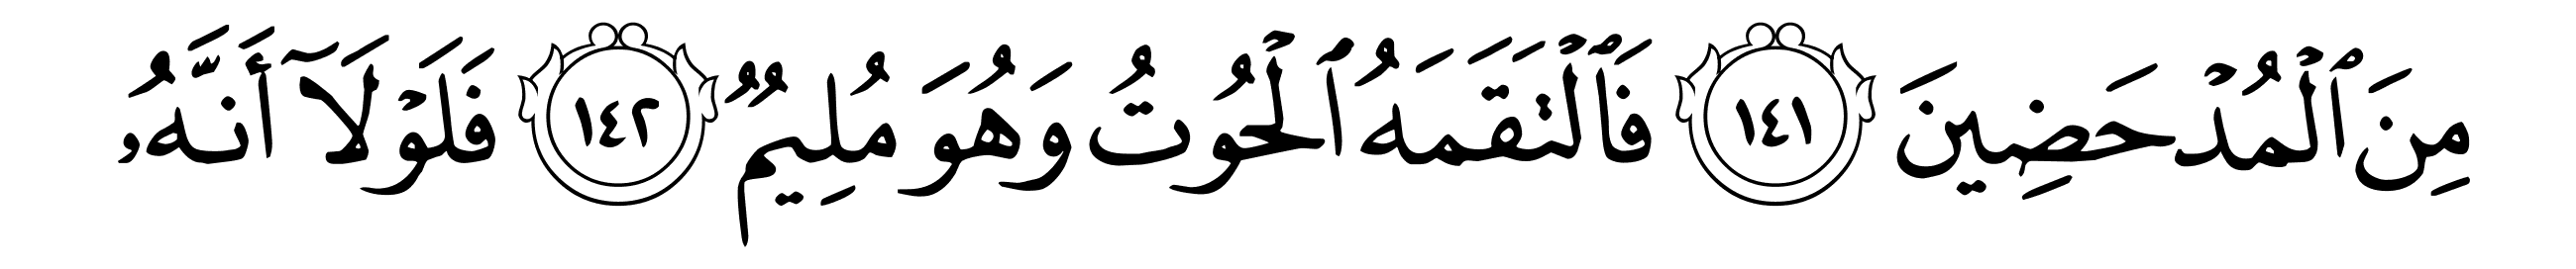 مِنَ ٱلْمُدْحَضِينَ ١٤١ فَٱلْتَقَمَهُ ٱلْحُوتُ وَهُوَ مُلِيمٌ ١٤٢ فَلَوْلَآ أَنَّهُۥ